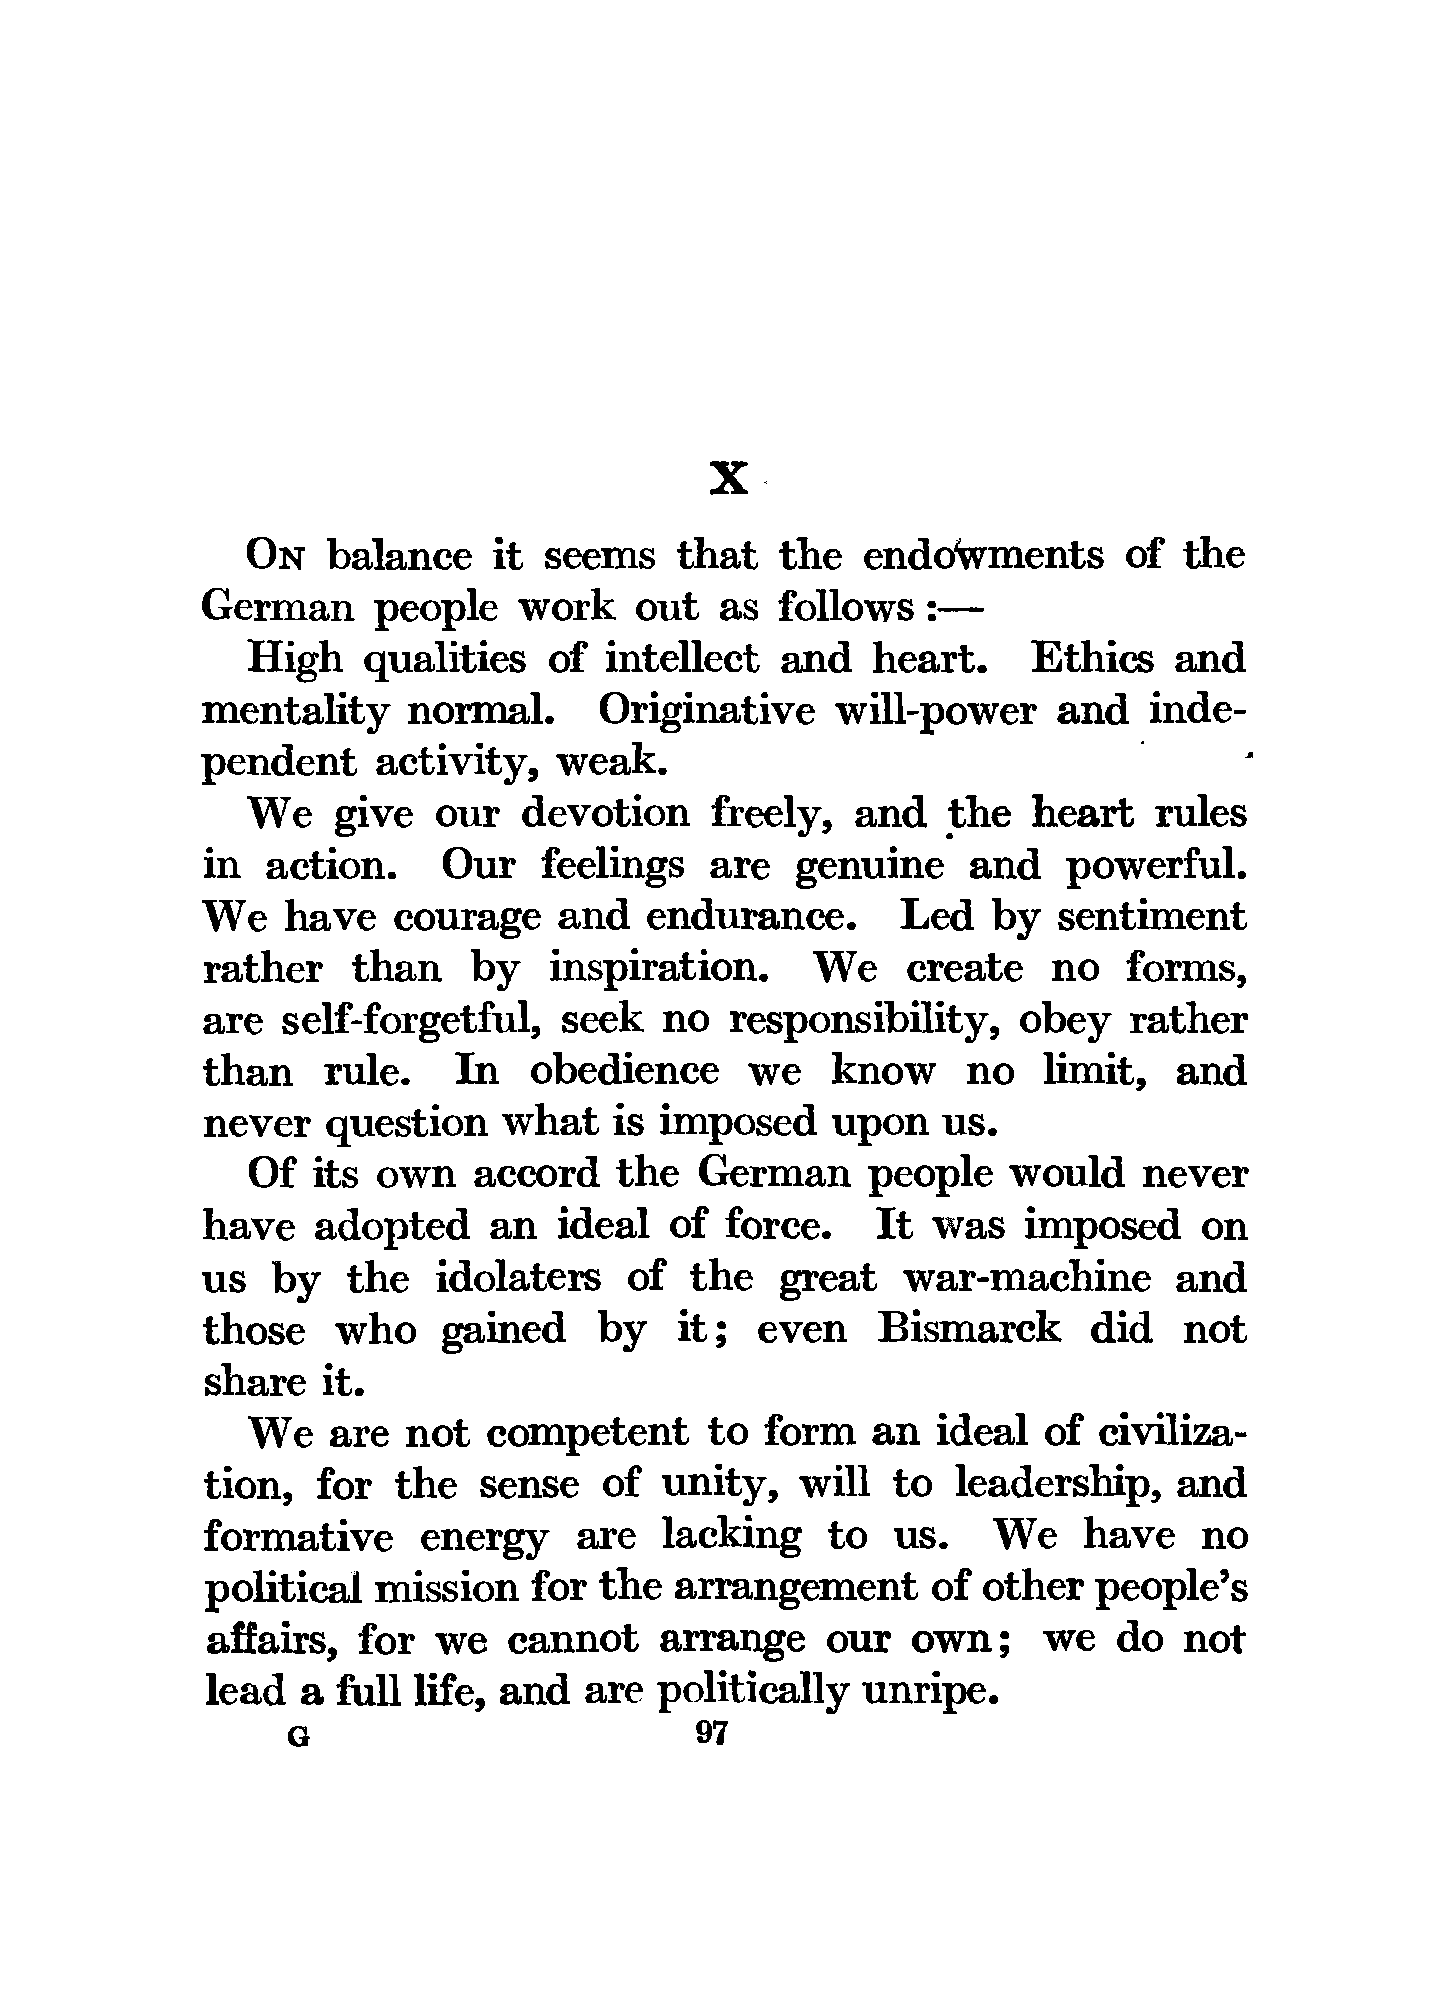 X
ON balance it seems that the endowments of the
German people work out as follows :—
High qualities of intellect and heart. Ethics and
mentality normal. Originative will-power and inde-
pendent activity, weak.
We give our devotion freely, and the heart rules
in action. Our feelings are genuine and powerful.
We have courage and endurance. Led by sentiment
rather than by inspiration. We create no forms,
are self-forgetful, seek no responsibility, obey rather
than rule. In obedience we know no limit, and
never question what is imposed upon us.
Of its own accord the German people would never
have adopted an ideal of force. It was imposed on
us by the idolaters of the great war-machine and
those who gained by it; even Bismarck did not
share it.
We are not competent to form an ideal of civiliza-
tion, for the sense of unity, will to leadership, and
formative energy are lacking to us. We have no
political mission for the arrangement of other people's
affairs, for we cannot arrange our own; we do not
lead a full life, and are politically unripe.
G 97